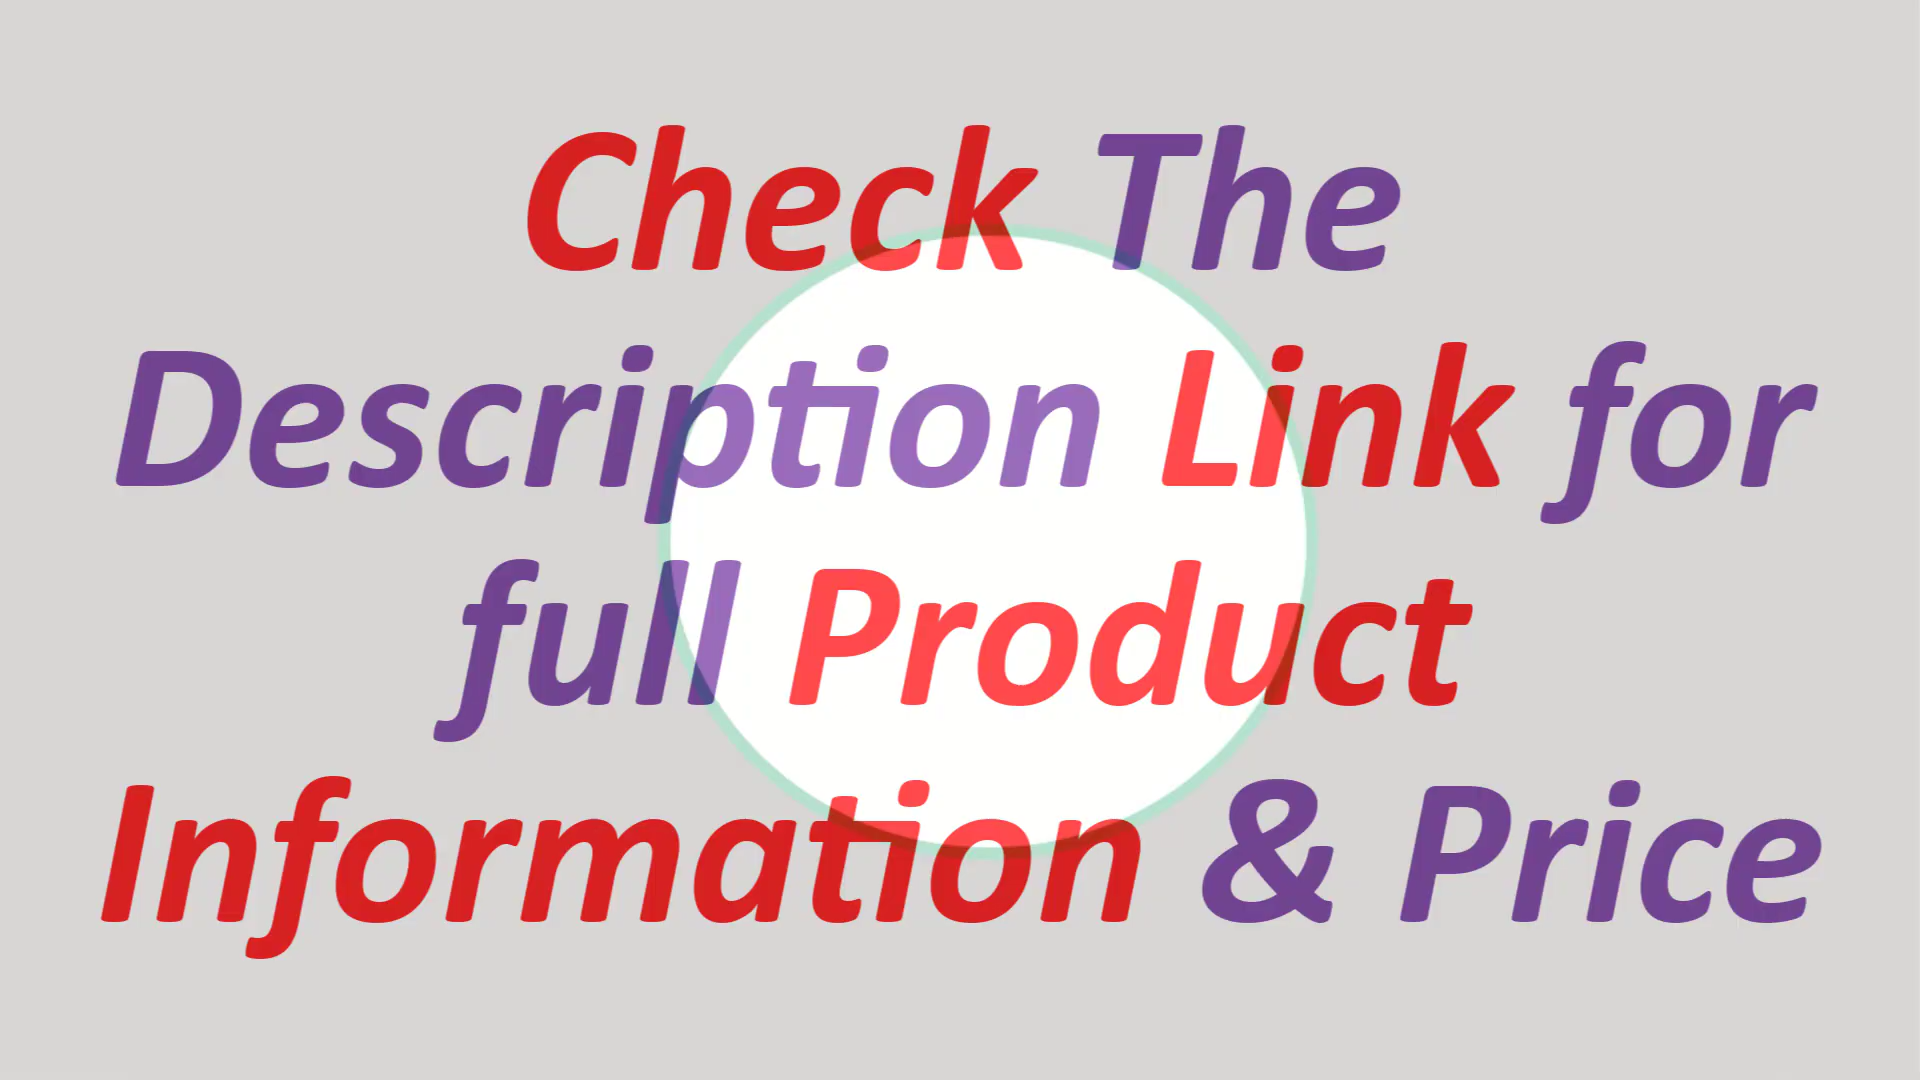 Check The
Description Link for
full Product
Information & Price